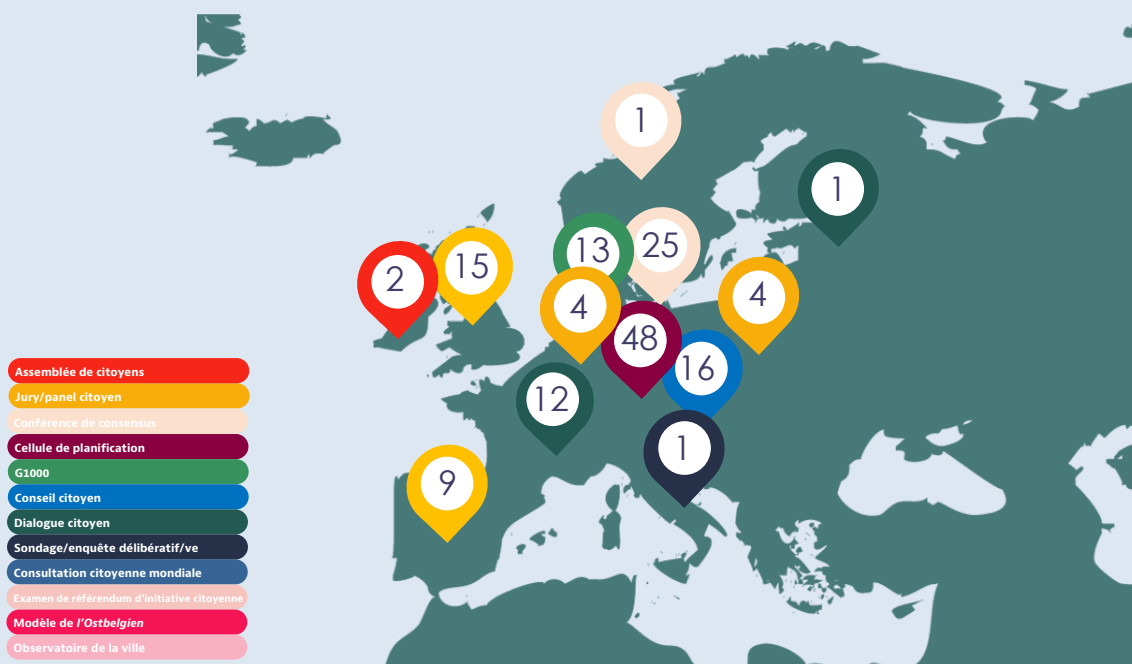 1
1
13
25
2
15
4
4
48
16
12
1
9
Assemblée de citoyens
Jury/panel citoyen
Conférence de consensus
Cellule de planification
G1000
Conseil citoyen
Dialogue citoyen
Sondage/enquête délibératif/ve
Consultation citoyenne mondiale
Examen de référendum d'initiative citoyenne
Modèle de l'Ostbelgien
Observatoire de la ville